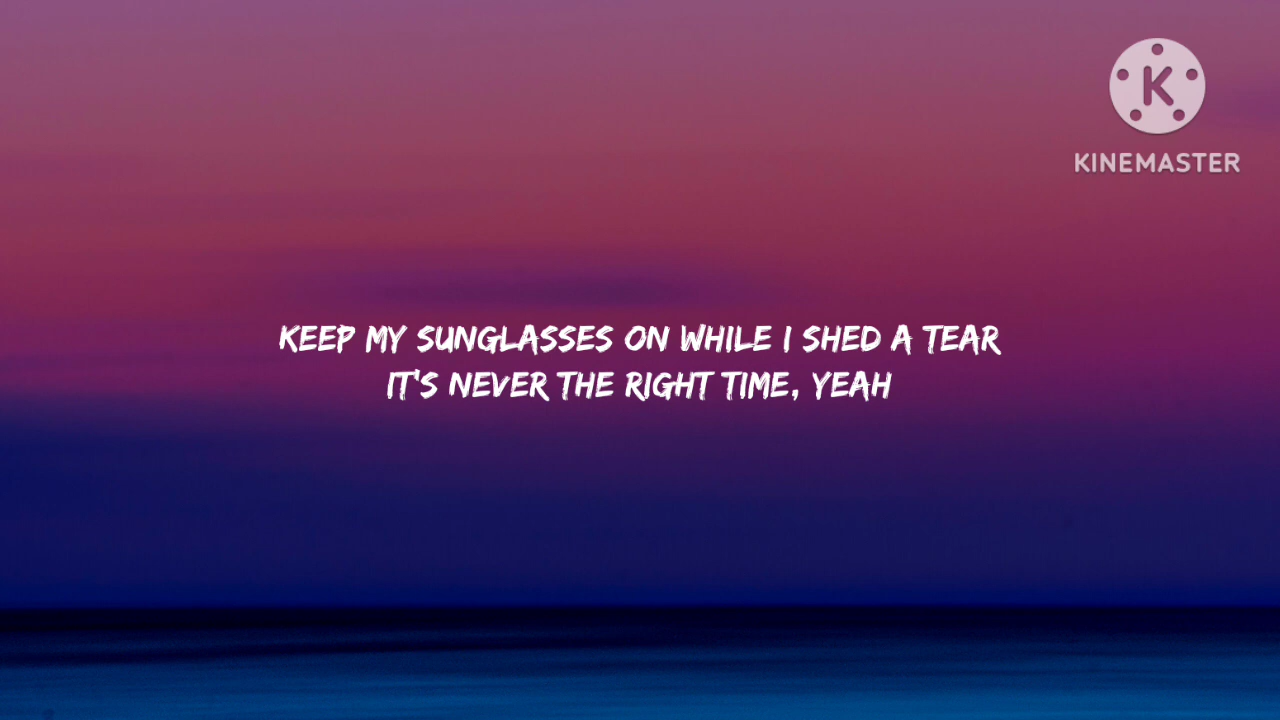 K
KINEMASTER
KEEP MY SUNGLASSES ON WHILE I SHED A TEAR
IT'S NEVER THE RIGHT TIME, YEAH